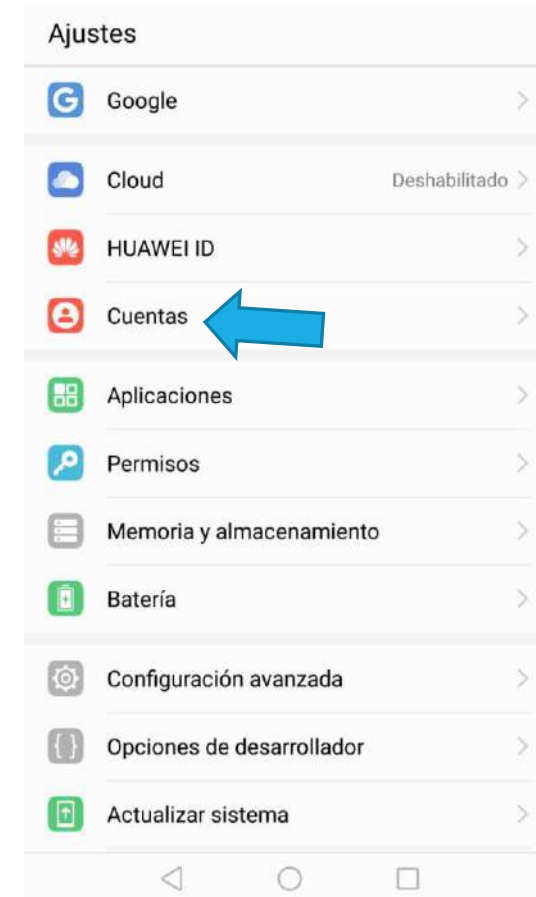 Ajustes
Google
Cloud Deshabilitado
HUAWEI ID
Cuentas
Aplicaciones
Permisos
Memoria y almacenamiento
Batería
Configuración avanzada
Opciones de desarrollador
Actualizar sistema